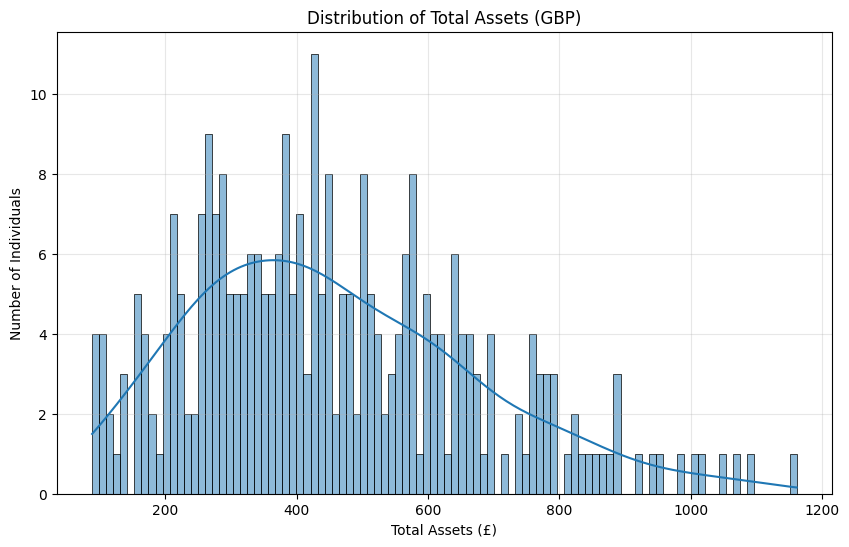 Distribution of Total Assets (GBP)
Number of Individuals
10
8
6
4
2
0
200 400 600 800 1000 1200
Total Assets (£)